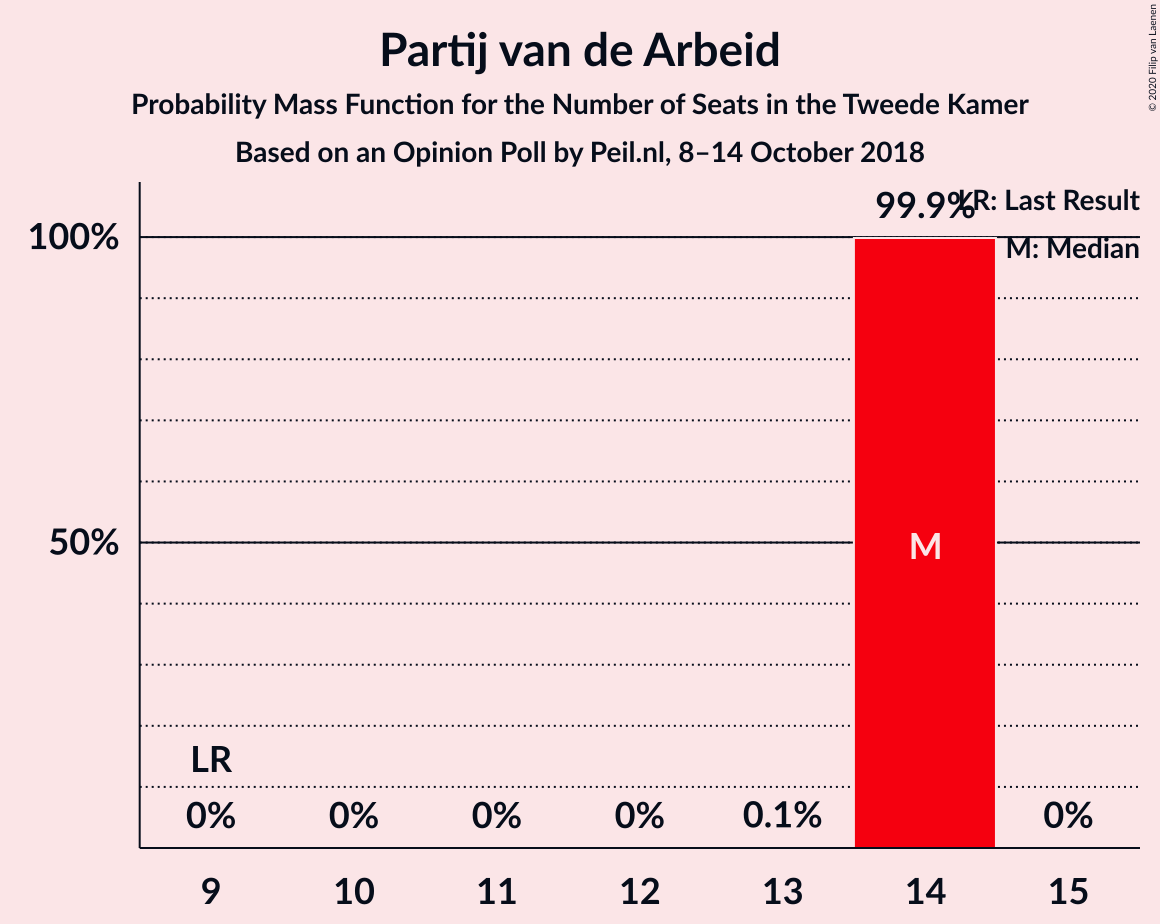 Partij van de Arbeid
Probability Mass Function for the Number of Seats in the Tweede Kamer
Based on an Opinion Poll by Peil.nl, 8–14 October 2018
© 2020 Filip van Laenen
99.9%
LR: Last Result
100%
M: Median
50%
M
LR
0%
0%
0%
0%
0.1%
0%
9
10
11
12
13
14
15